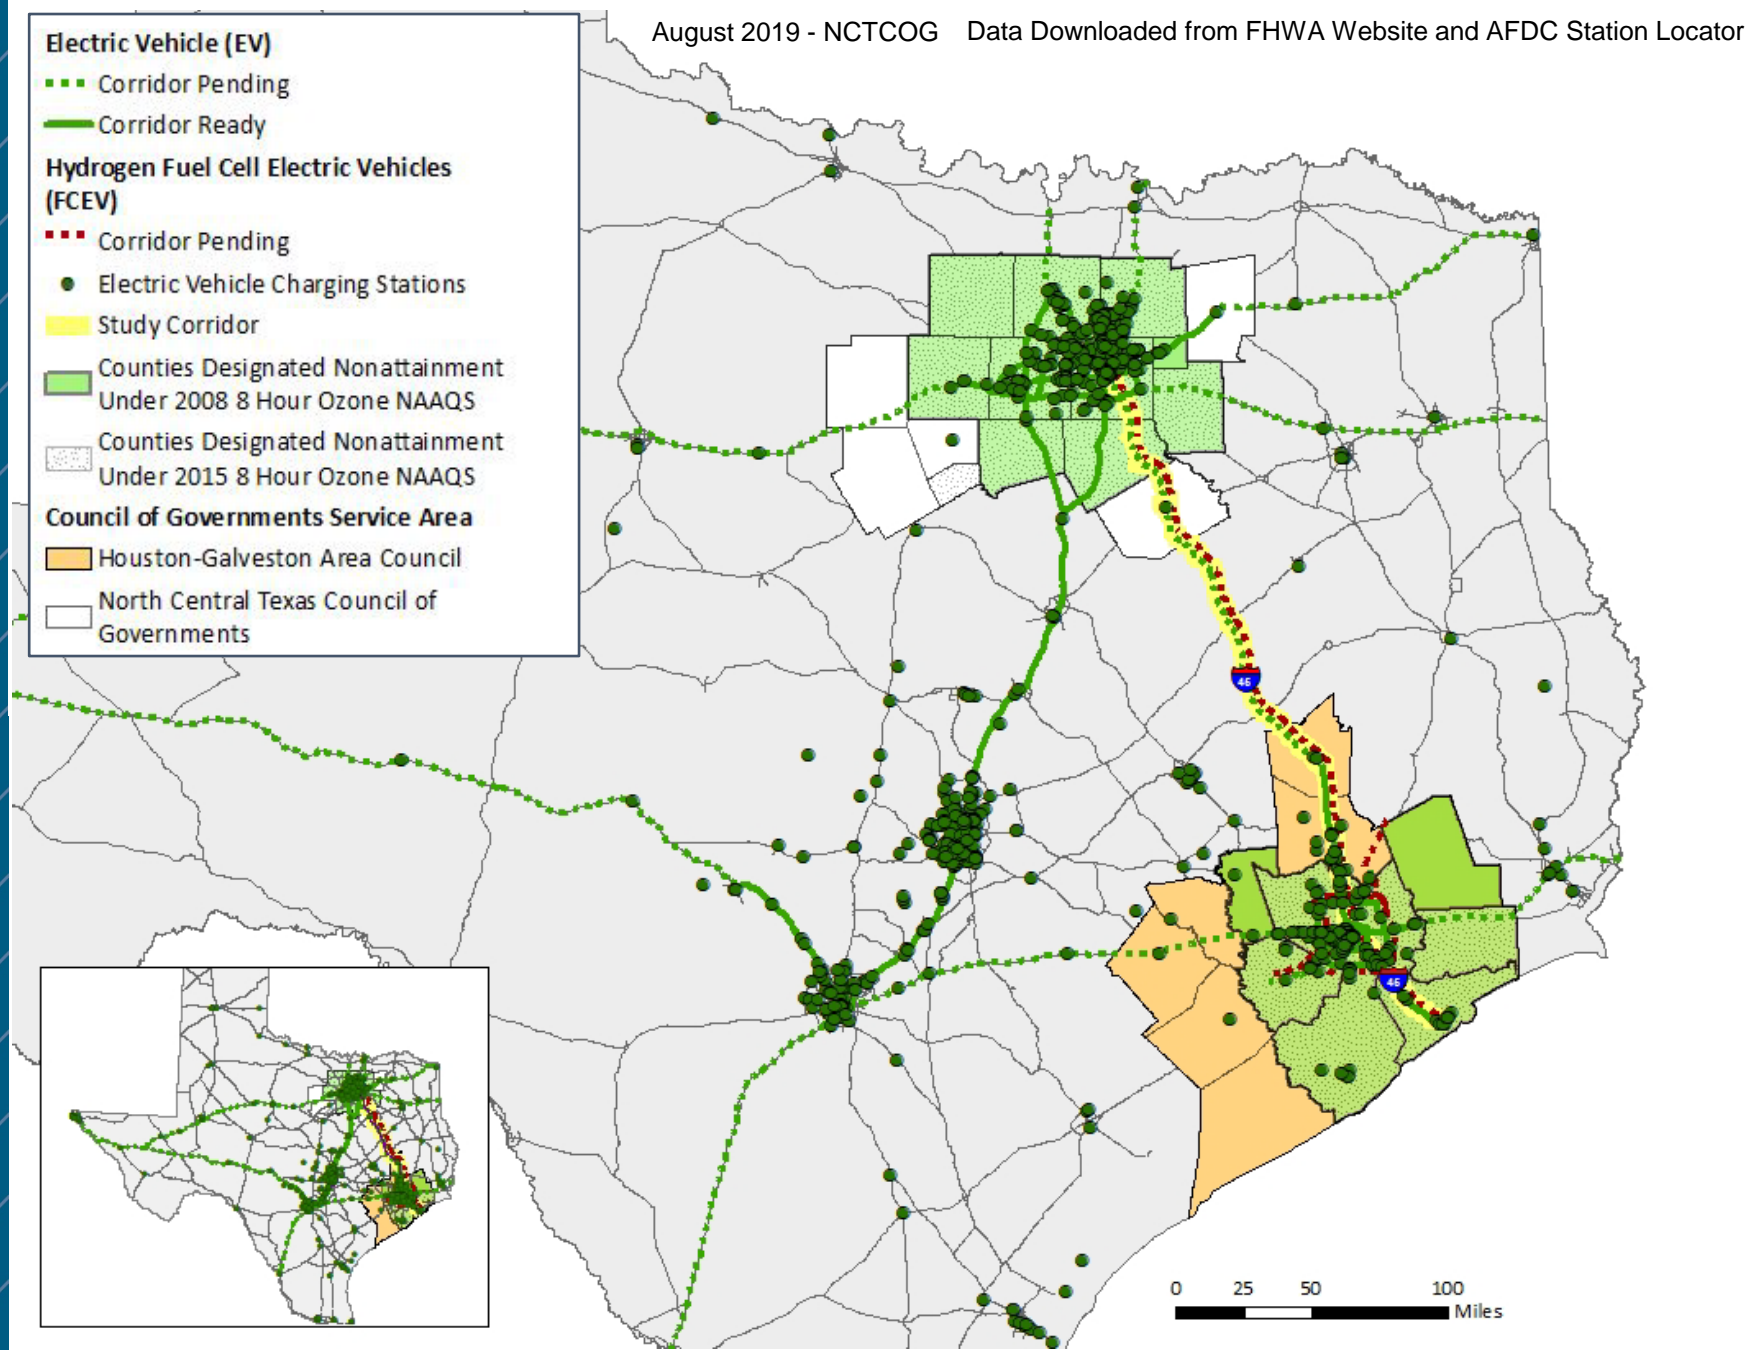 August 2019 - NCTCOG Data Downloaded from FHWA Website and AFDC Station Locator
Electric Vehicle (EV)
Corridor Pending
Corridor Ready
Hydrogen Fuel Cell Electric Vehicles
(FCEV)
Corridor Pending
Electric Vehicle Charging Stations
Study Corridor
Counties Designated Nonattainment
Under 2008 8 Hour Ozone NAAQS
Counties Designated Nonattainment
Under 2015 8 Hour Ozone NAAQS
Council of Governments Service Area
Houston-Galveston Area Council
North Central Texas Council of
Governments
46
46
0 25 50 100
Miles